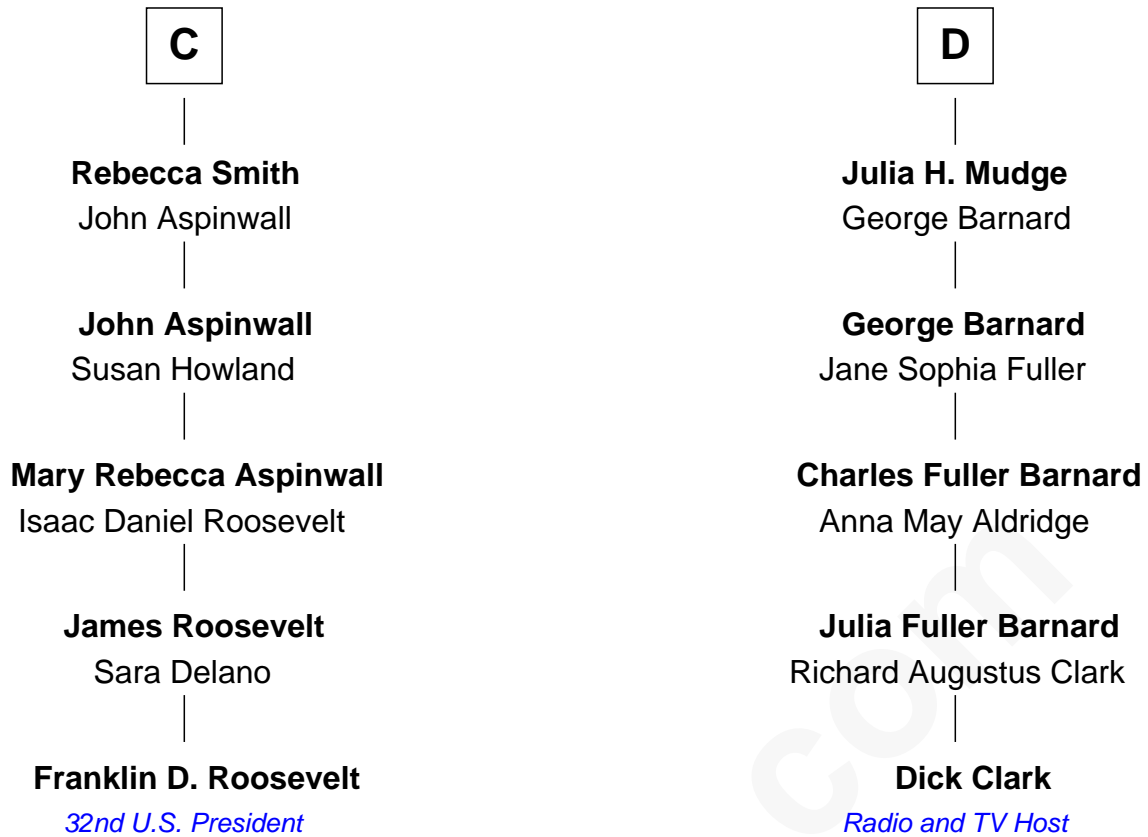 C
Rebecca Smith
John Aspinwall
John Aspinwall
Susan Howland
Mary Rebecca Aspinwall
Isaac Daniel Roosevelt
James Roosevelt
Sara Delano
Franklin D. Roosevelt
32nd U.S. President
D
Julia H. Mudge
George Barnard
George Barnard
Jane Sophia Fuller
Charles Fuller Barnard
Anna May Aldridge
Julia Fuller Barnard
Richard Augustus Clark
Dick Clark
Radio and TV Host
com